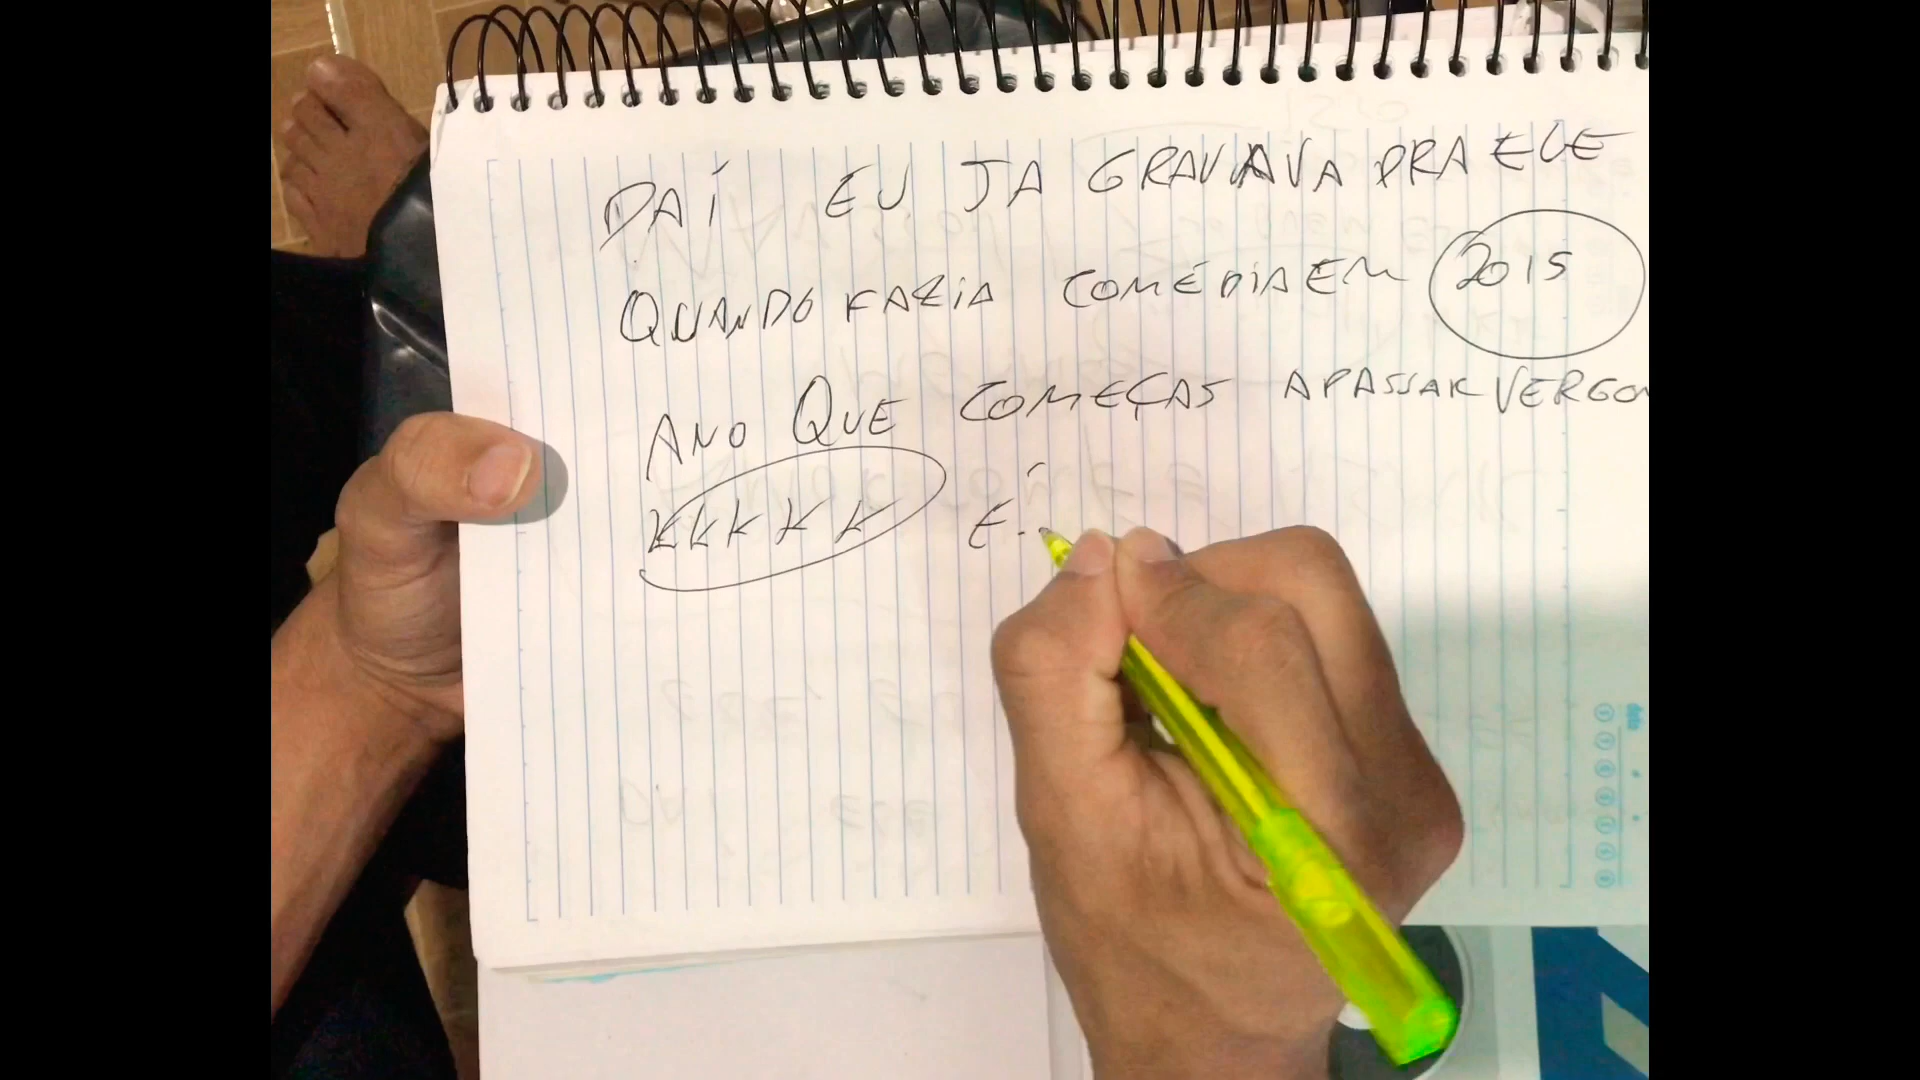 DAÍ EU JA GRAVAVA PRA ELE
QUANDO FAZIA COMÉDIA EM 2015
ANO QUE COMEÇAS A PASSAR VERGON
KKKKK E